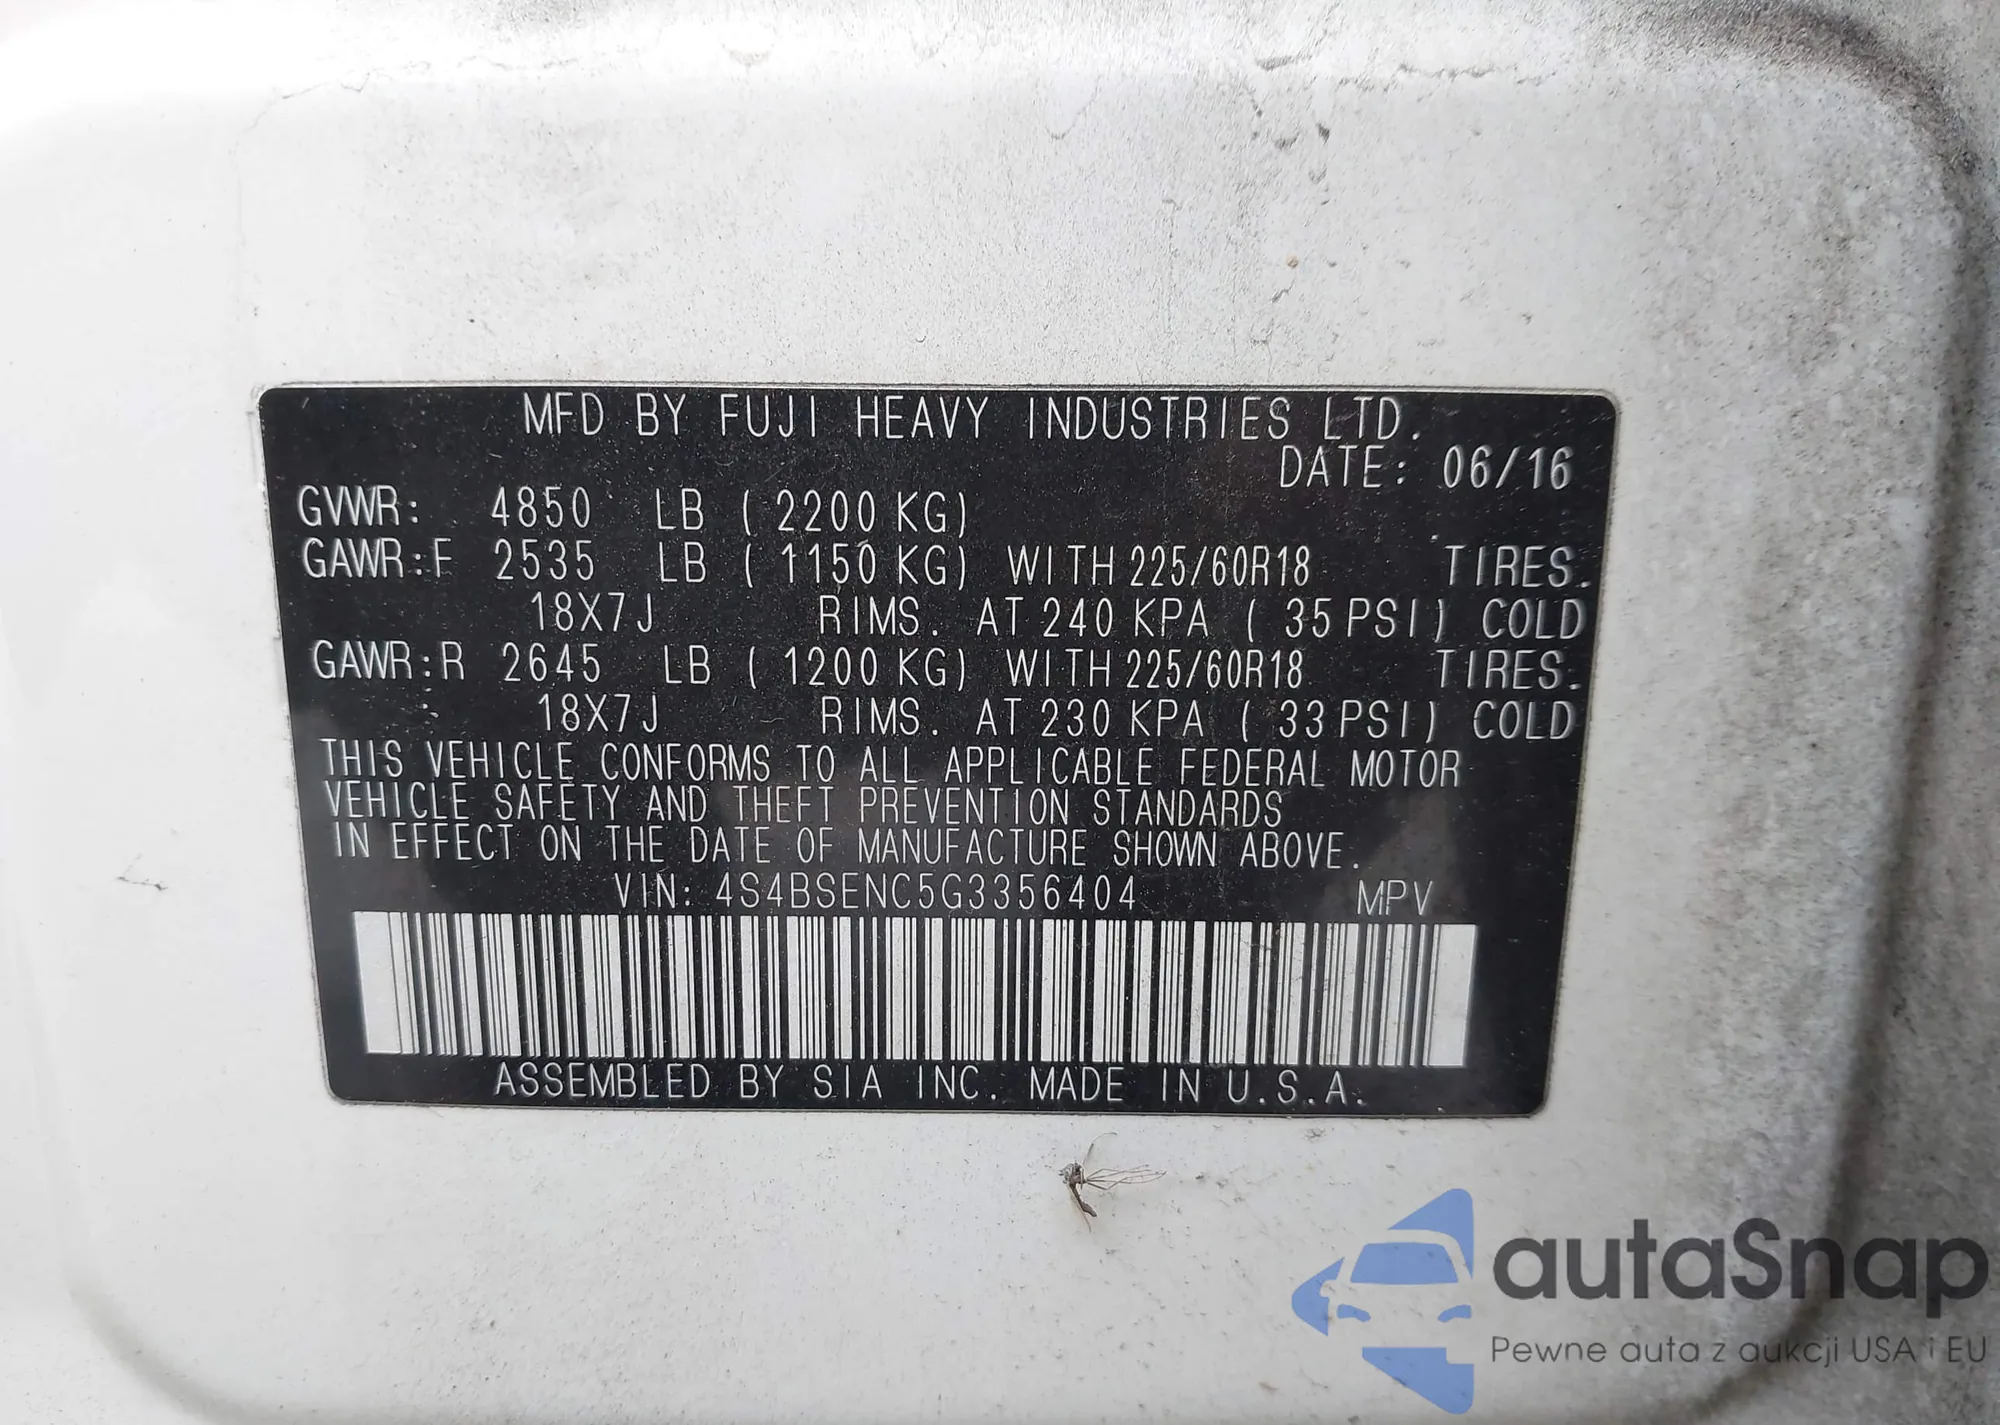 MFD BY FUJI HEAVY INDUSTRIES LTD.
DATE: 06/16
GVWR: 4850 LB ( 2200 KG)
GAWR:F 2535 LB ( 1150 KG) WITH 225/60R18 TIRES.
18X7J RIMS. AT 240 KPA ( 35 PSI) COLD
GAWR:R 2645 LB ( 1200 KG) WITH 225/60R18 TIRES.
18X7J RIMS. AT 230 KPA ( 33 PSI) COLD
THIS VEHICLE CONFORMS TO ALL APPLICABLE FEDERAL MOTOR
VEHICLE SAFETY AND THEFT PREVENTION STANDARDS
IN EFFECT ON THE DATE OF MANUFACTURE SHOWN ABOVE.
VIN: 4S4BSENC5G3356404 MPV
ASSEMBLED BY SIA INC. MADE IN U.S.A.
autaSnap
Pewne auta z aukcji USA i EU